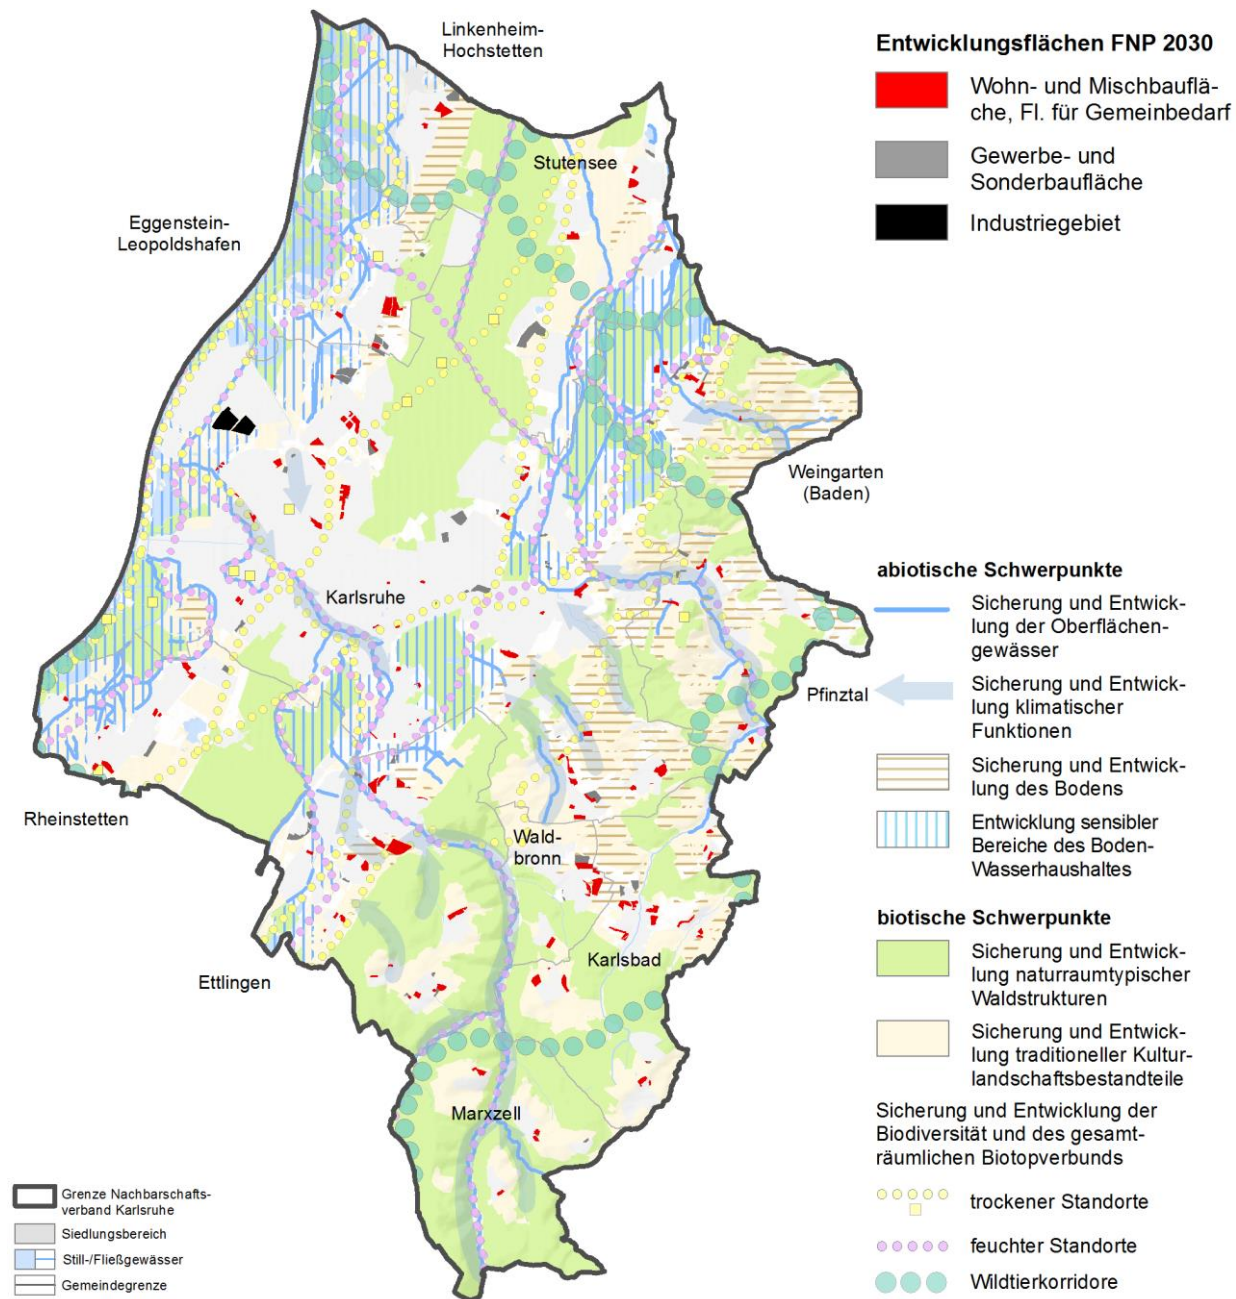 Linkenheim-
Hochstetten
Stutensee
Eggenstein-
Leopoldshafen
Weingarten
(Baden)
Karlsruhe
Pfinztal
Rheinstetten
Wald-
bronn
Ettlingen
Karlsbad
Marxzell
Grenze Nachbarschafts-
verband Karlsruhe
Siedlungsbereich
Still-/Fließgewässer
Gemeindegrenze
Entwicklungsflächen FNP 2030
Wohn- und Mischbauflä-
che, Fl. für Gemeinbedarf
Gewerbe- und
Sonderbaufläche
Industriegebiet
abiotische Schwerpunkte
Sicherung und Entwick-
lung der Oberflächen-
gewässer
Sicherung und Entwick-
lung klimatischer
Funktionen
Sicherung und Entwick-
lung des Bodens
Entwicklung sensibler
Bereiche des Boden-
Wasserhaushaltes
biotische Schwerpunkte
Sicherung und Entwick-
lung naturraumtypischer
Waldstrukturen
Sicherung und Entwick-
lung traditioneller Kultur-
landschaftsbestandteile
Sicherung und Entwicklung der
Biodiversität und des gesamt-
räumlichen Biotopverbunds
trockener Standorte
feuchter Standorte
Wildtierkorridore